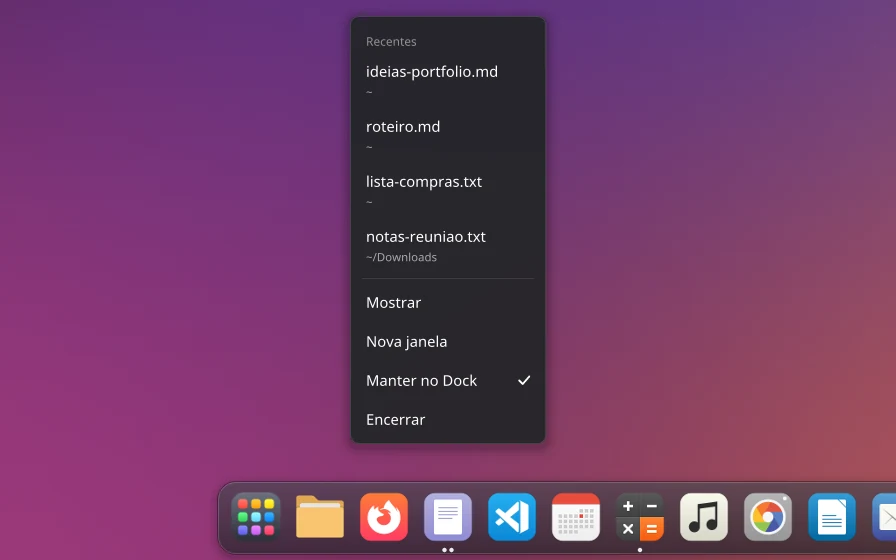 Recentes
ideias-portfolio.md
~
roteiro.md
~
lista-compras.txt
~
notas-reuniao.txt
~/Downloads
Mostrar
Nova janela
Manter no Dock
Encerrar